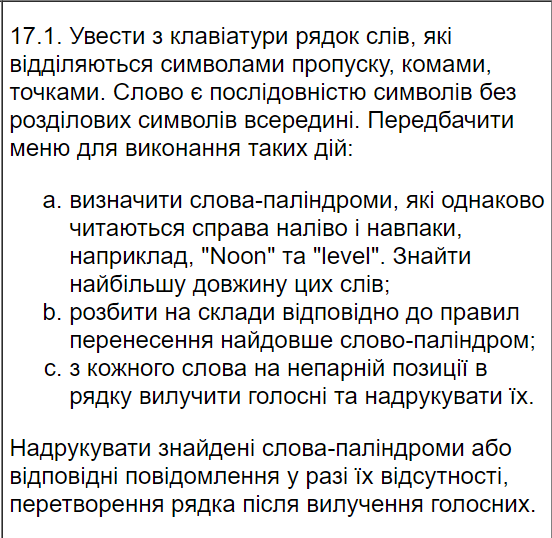 17.1. Увести з клавіатури рядок слів, які
відділяються символами пропуску, комами,
точками. Слово є послідовністю символів без
розділових символів всередині. Передбачити
меню для виконання таких дій:
a. визначити слова-паліндроми, які однаково
читаються справа наліво і навпаки,
наприклад, "Noon" та "level". Знайти
найбільшу довжину цих слів;
b. розбити на склади відповідно до правил
перенесення найдовше слово-паліндром;
c. з кожного слова на непарній позиції в
рядку вилучити голосні та надрукувати їх.
Надрукувати знайдені слова-паліндроми або
відповідні повідомлення у разі їх відсутності,
перетворення рядка після вилучення голосних.